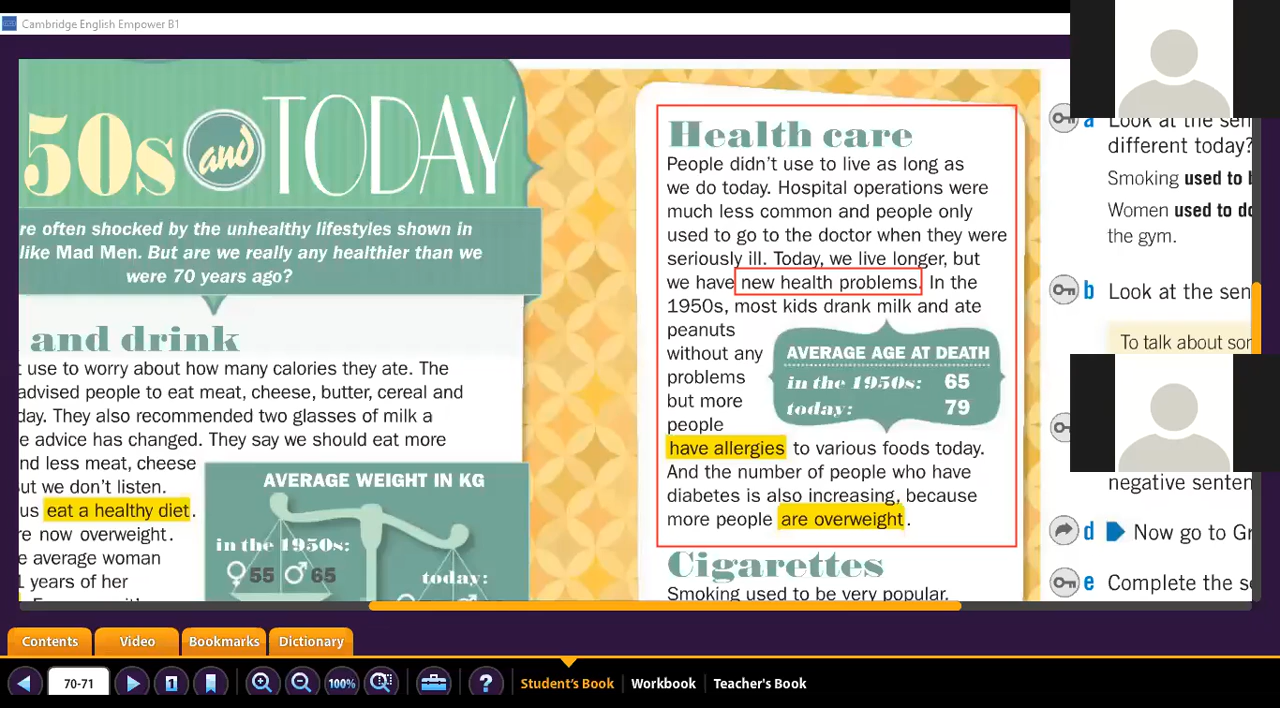 Cambridge English Empower B1
50s and TODAY
re often shocked by the unhealthy lifestyles shown in
like Mad Men. But are we really any healthier than we
were 70 years ago?
and drink
t use to worry about how many calories they ate. The
advised people to eat meat, cheese, butter, cereal and
day. They also recommended two glasses of milk a
e advice has changed. They say we should eat more
nd less meat, cheese
ut we don't listen.
us eat a healthy diet.
re now overweight.
e average woman
1 years of her
AVERAGE WEIGHT IN KG
in the 1950s:
55 65
today:
Health care
People didn't use to live as long as
we do today. Hospital operations were
much less common and people only
used to go to the doctor when they were
seriously ill. Today, we live longer, but
we have new health problems. In the
1950s, most kids drank milk and ate
peanuts
without any
problems
but more
people
have allergies to various foods today.
And the number of people who have
diabetes is also increasing, because
more people are overweight.
AVERAGE AGE AT DEATH
in the 1950s: 65
today: 79
Cigarettes
Smoking used to be very popular.
a Look at the sen
different today?
Smoking used to b
Women used to do
the gym.
b Look at the sen
To talk about som
negative senten
d Now go to Gr
e Complete the se
Contents Video Bookmarks Dictionary
70-71 1 100% ? Student's Book Workbook Teacher's Book